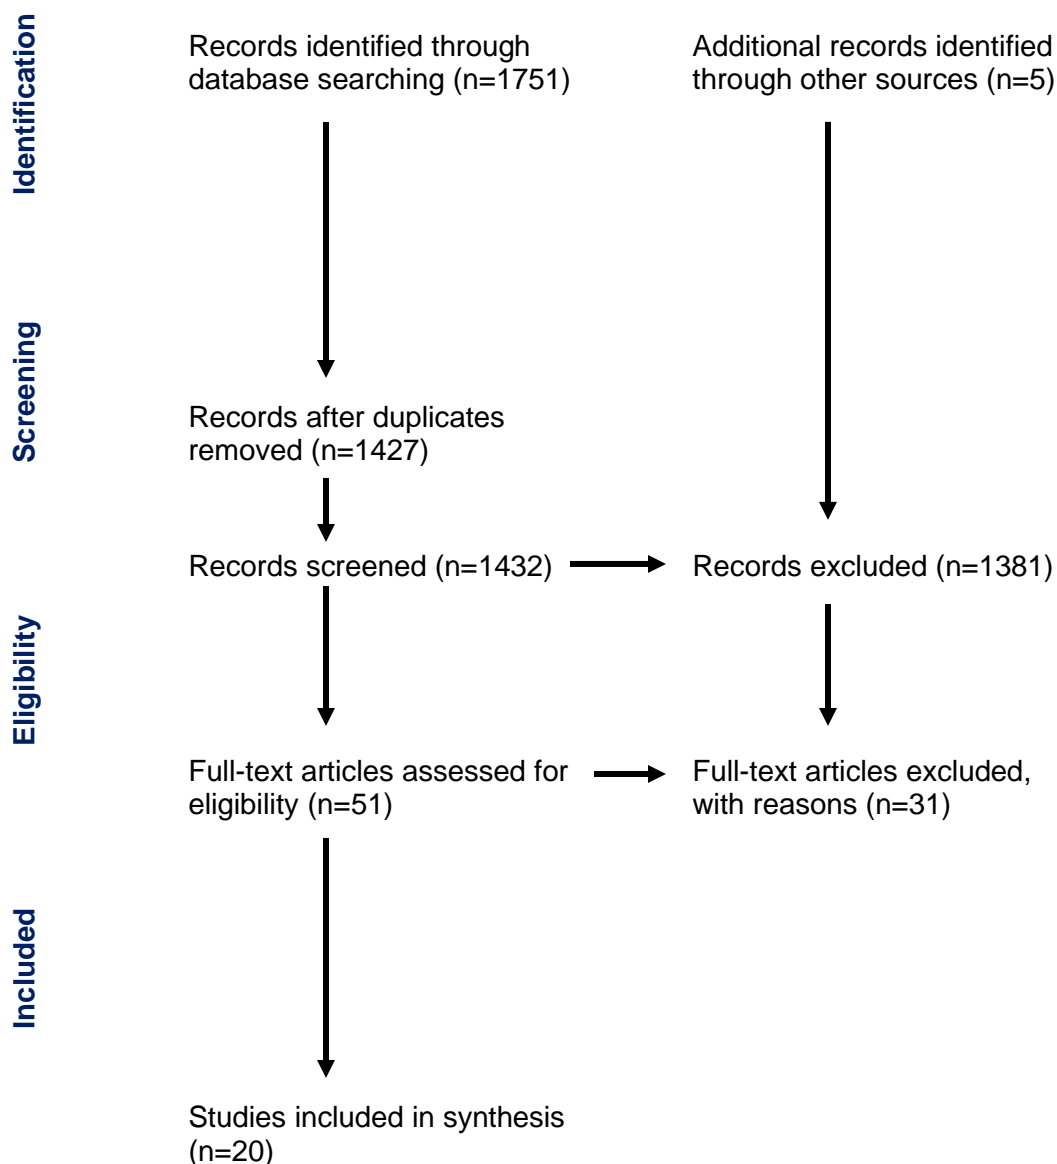 Identification
Records identified through
database searching (n=1751)
Additional records identified
through other sources (n=5)
Screening
Records after duplicates
removed (n=1427)
Records screened (n=1432)
Records excluded (n=1381)
Eligibility
Full-text articles assessed for
eligibility (n=51)
Full-text articles excluded,
with reasons (n=31)
Included
Studies included in synthesis
(n=20)